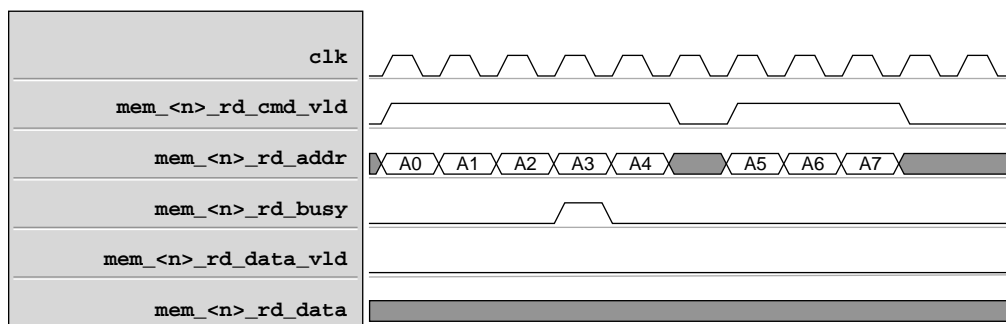 clk
mem_<n>_rd_cmd_vld
mem_<n>_rd_addr A0 A1 A2 A3 A4 A5 A6 A7
mem_<n>_rd_busy
mem_<n>_rd_data_vld
mem_<n>_rd_data